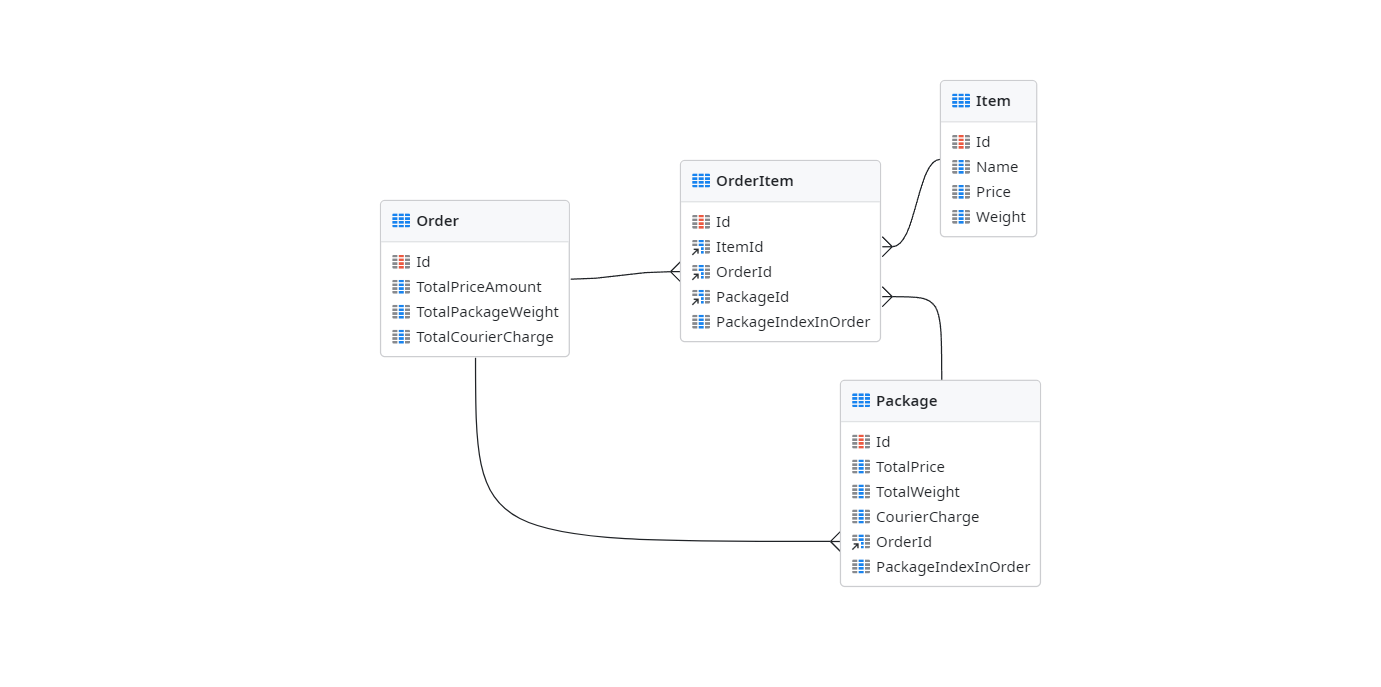 Order
Id
TotalPriceAmount
TotalPackageWeight
TotalCourierCharge
OrderItem
Id
ItemId
OrderId
PackageId
PackageIndexInOrder
Item
Id
Name
Price
Weight
Package
Id
TotalPrice
TotalWeight
CourierCharge
OrderId
PackageIndexInOrder